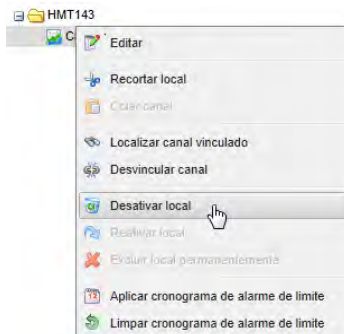 HMT143
C
Editar
Recortar local
Colar canal
Localizar canal vinculado
Desvincular canal
Desativar local
Reativar local
Excluir local permanentemente
12
Aplicar cronograma de alarme de limite
Limpar cronograma de alarme de limite